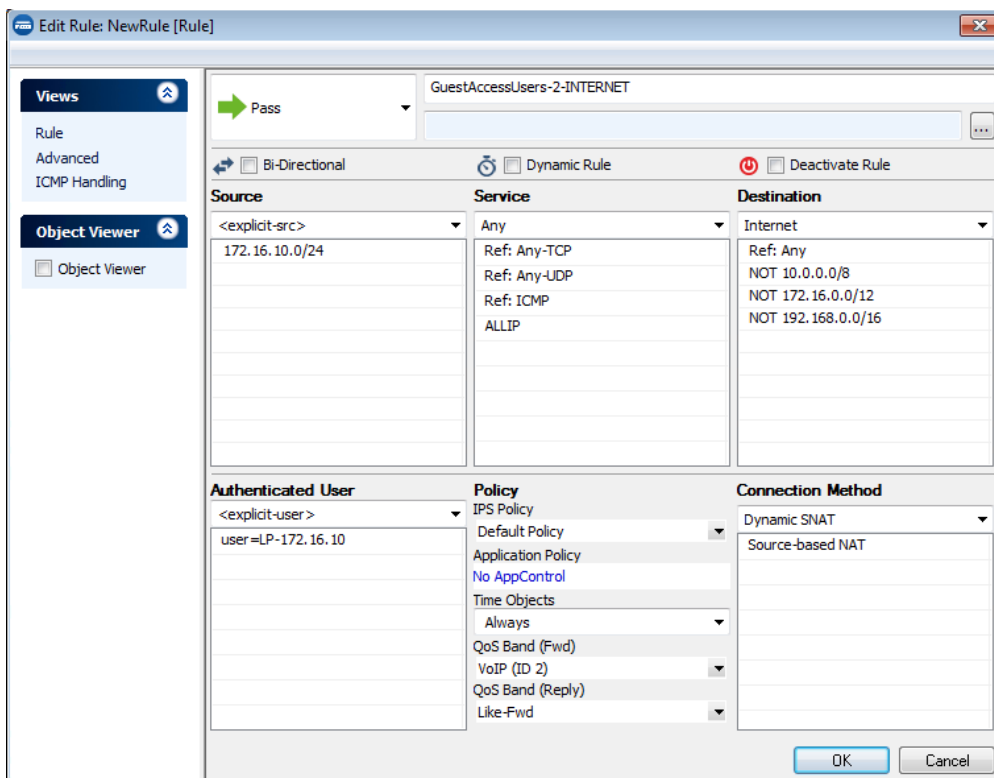 Edit Rule: NewRule [Rule]
Views
Rule
Advanced
ICMP Handling
Object Viewer
Object Viewer
Pass
GuestAccessUsers-2-INTERNET
...
Bi-Directional
Dynamic Rule
Deactivate Rule
Source
<explicit-src>
172.16.10.0/24
Service
Any
Ref: Any-TCP
Ref: Any-UDP
Ref: ICMP
ALLIP
Destination
Internet
Ref: Any
NOT 10.0.0.0/8
NOT 172.16.0.0/12
NOT 192.168.0.0/16
Authenticated User
<explicit-user>
user=LP-172.16.10
Policy
IPS Policy
Default Policy
Application Policy
No AppControl
Time Objects
Always
QoS Band (Fwd)
VoIP (ID 2)
QoS Band (Reply)
Like-Fwd
Connection Method
Dynamic SNAT
Source-based NAT
OK
Cancel